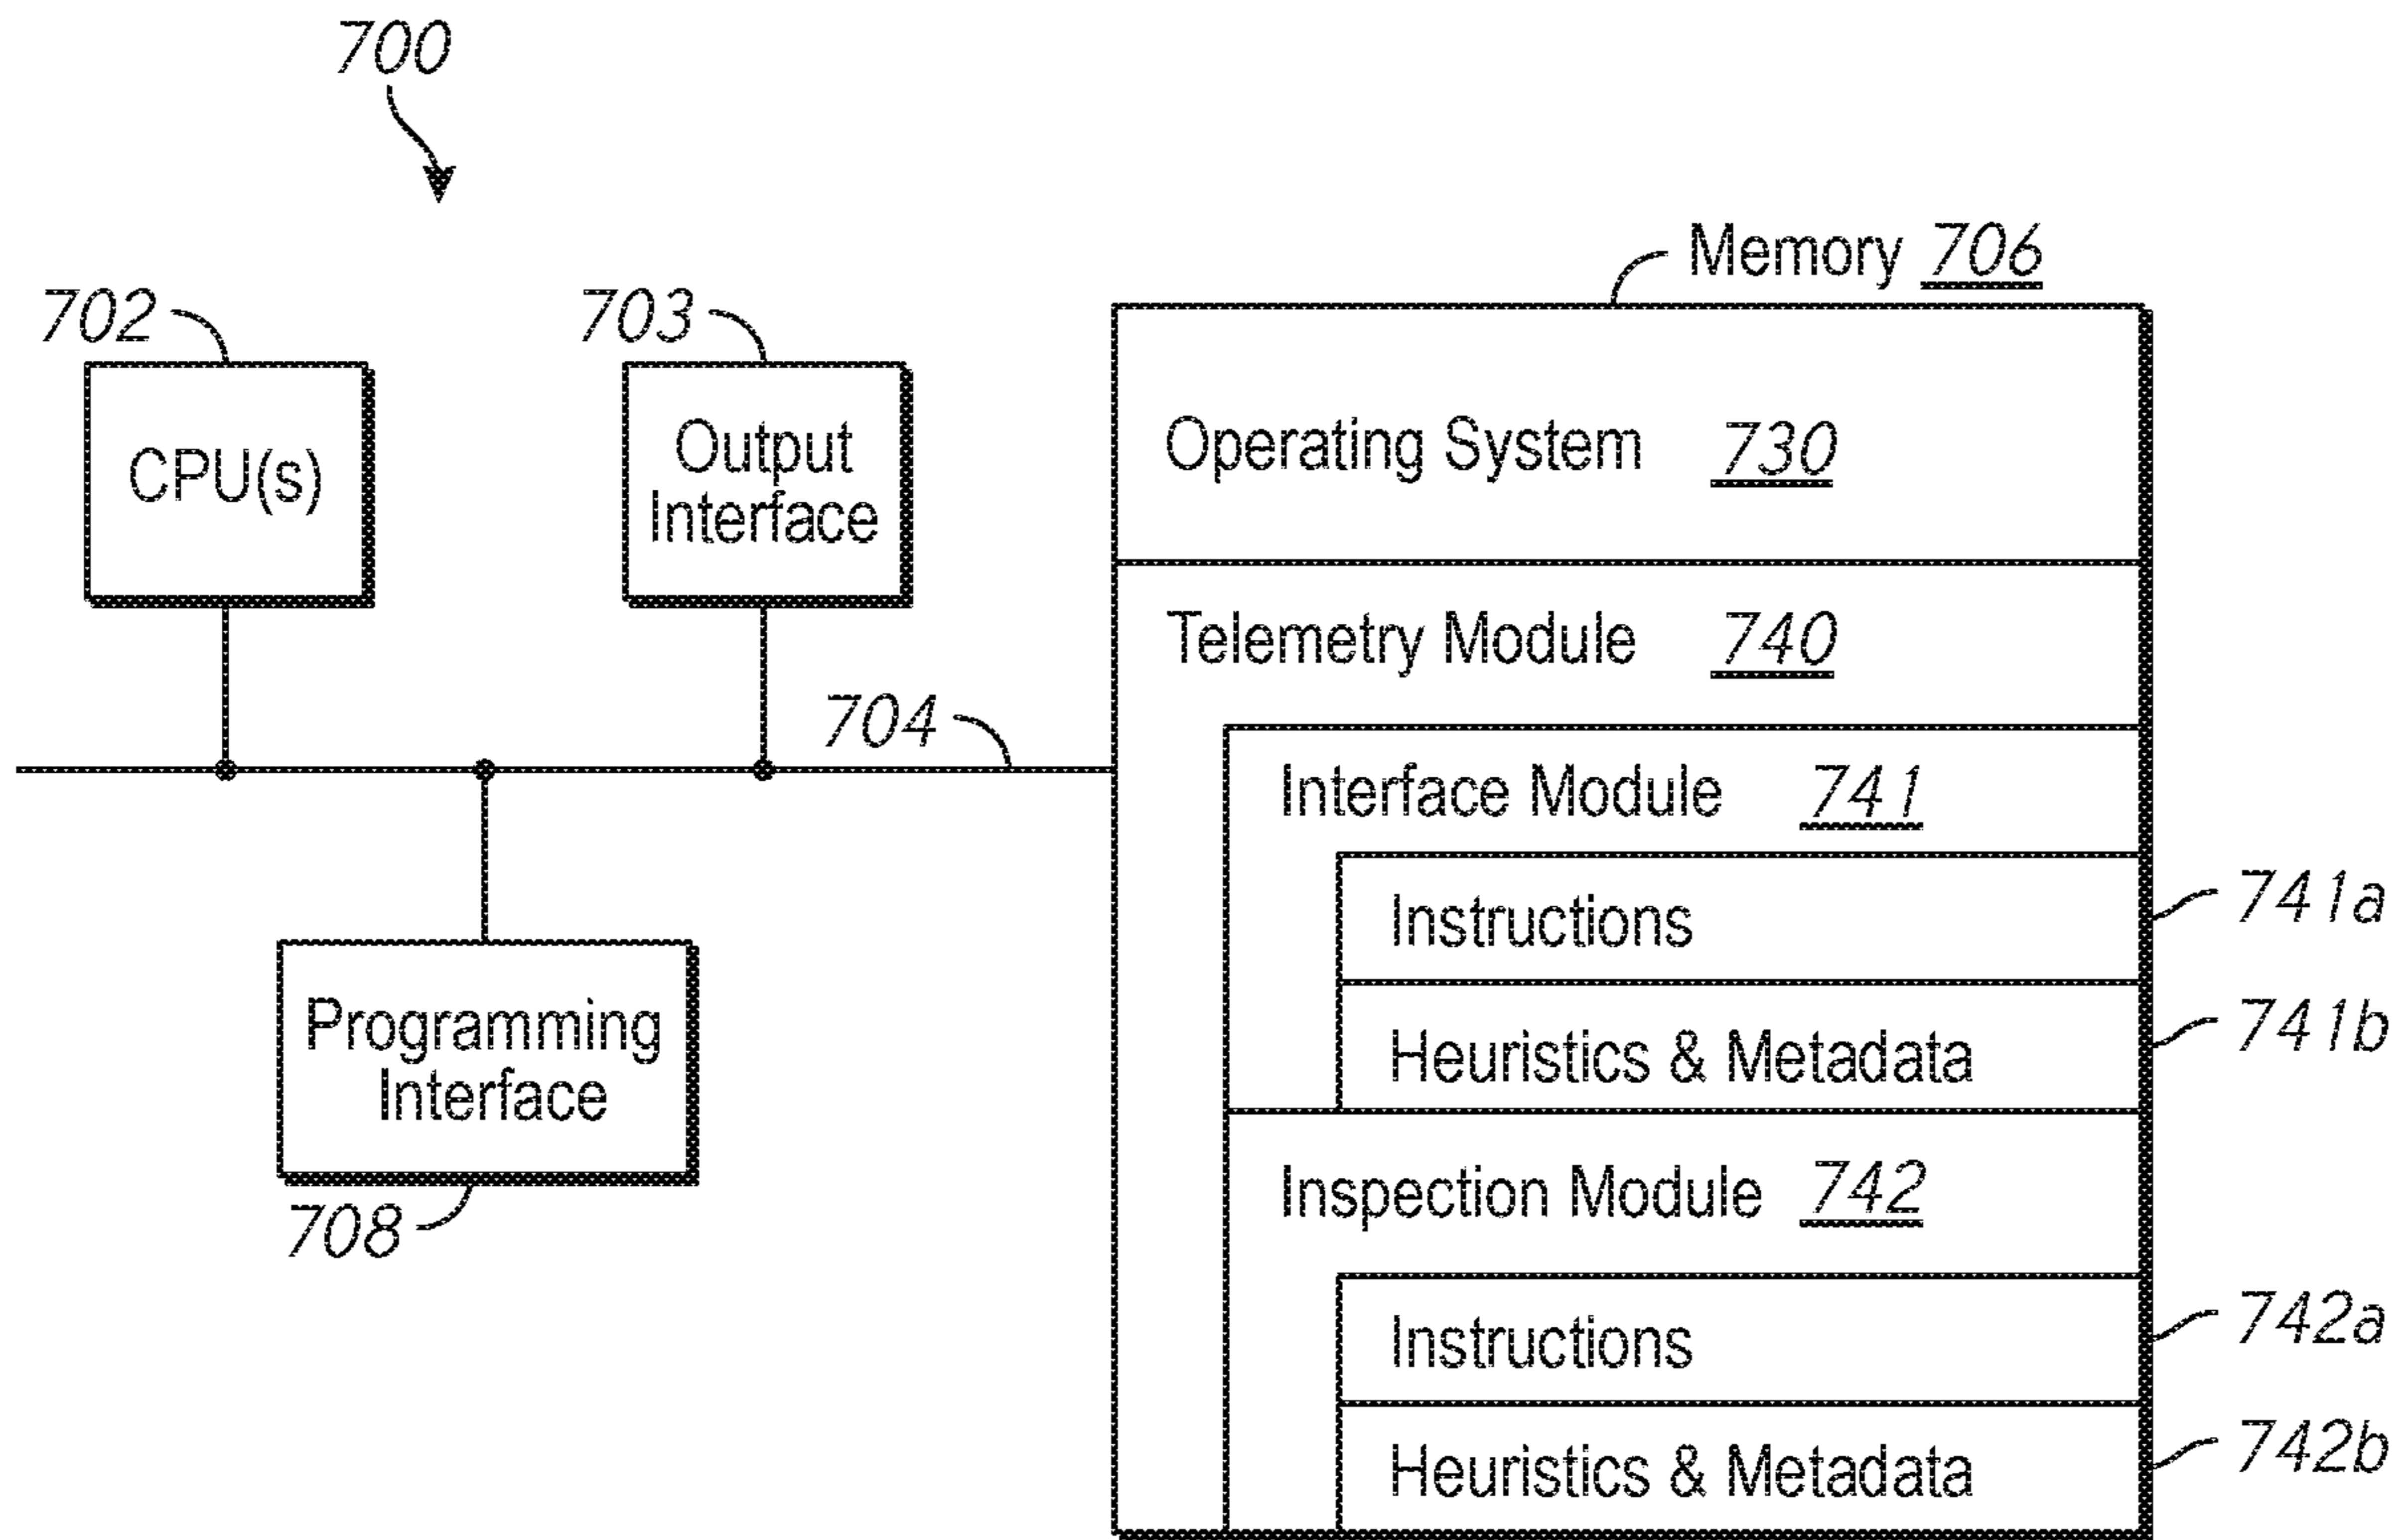 700
Memory 706
702
703
CPU(s)
Output
Interface
Operating System 730
Telemetry Module 740
704
Interface Module 741
Instructions
741a
Programming
Interface
Heuristics & Metadata
741b
708
Inspection Module 742
Instructions
742a
Heuristics & Metadata
742b